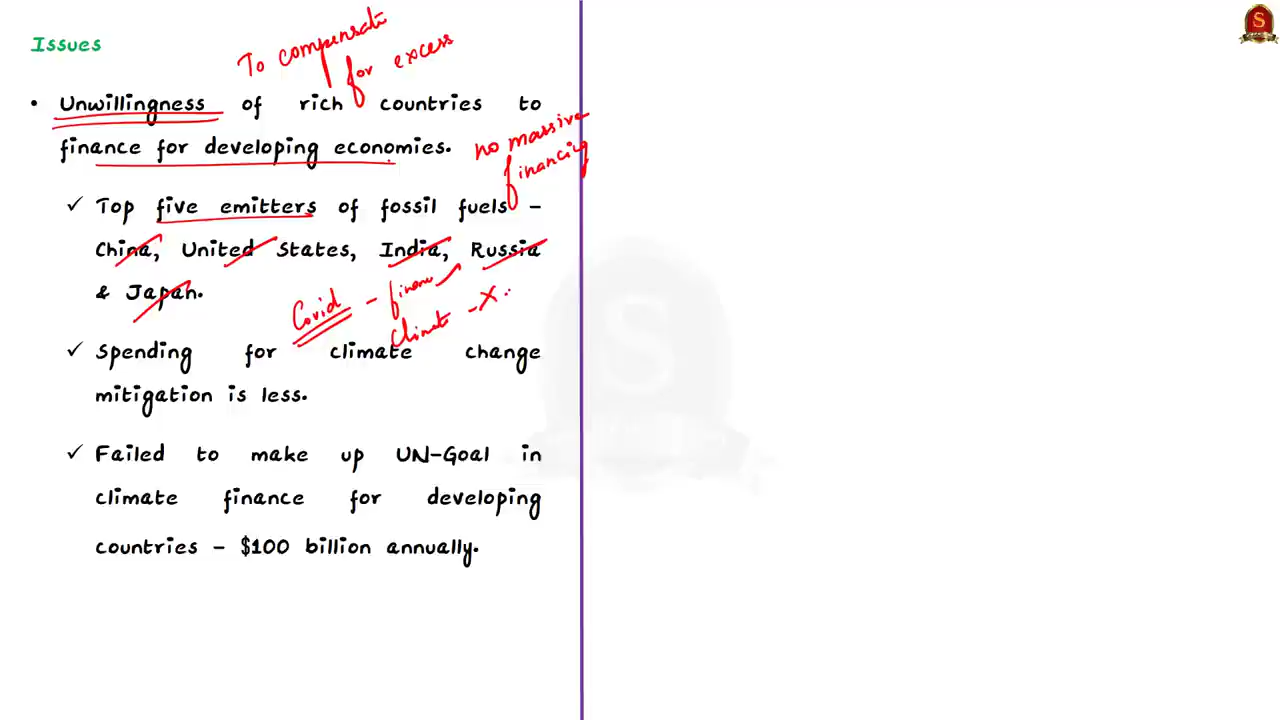 Issues
To compensate
for excess
• Unwillingness of rich countries to
finance for developing economies.
no massive
financing
✓ Top five emitters of fossil fuels –
China, United States, India, Russia
& Japan.
Covid – finance ✓
Climate – X
✓ Spending for climate change
mitigation is less.
✓ Failed to make up UN-Goal in
climate finance for developing
countries – $100 billion annually.
S